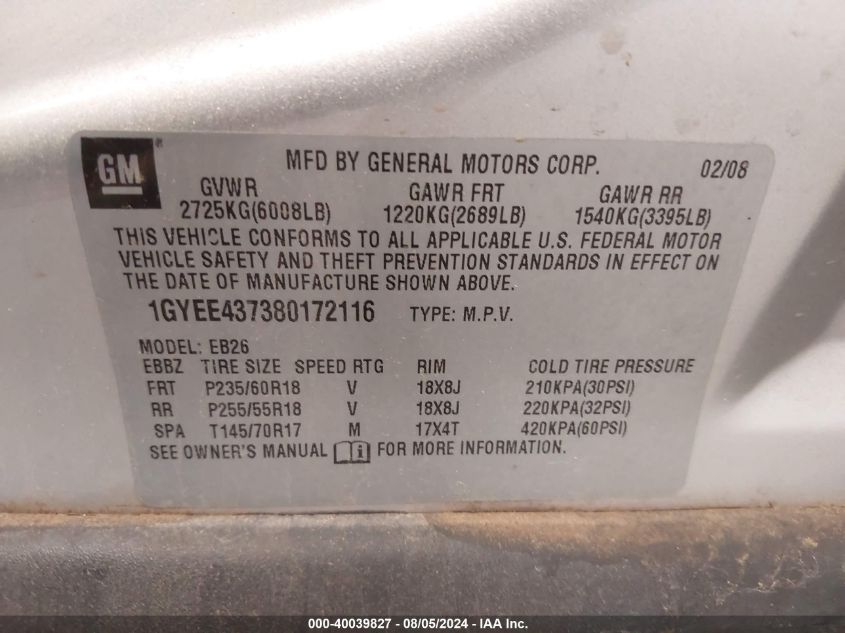 GM® MFD BY GENERAL MOTORS CORP. 02/08
GVWR GAWR FRT GAWR RR
2725KG(6008LB) 1220KG(2689LB) 1540KG(3395LB)
THIS VEHICLE CONFORMS TO ALL APPLICABLE U.S. FEDERAL MOTOR
VEHICLE SAFETY AND THEFT PREVENTION STANDARDS IN EFFECT ON
THE DATE OF MANUFACTURE SHOWN ABOVE.
1GYEE437380172116 TYPE: M.P.V.
MODEL: EB26
EBBZ TIRE SIZE SPEED RTG RIM COLD TIRE PRESSURE
FRT P235/60R18 V 18X8J 210KPA(30PSI)
RR P255/55R18 V 18X8J 220KPA(32PSI)
SPA T145/70R17 M 17X4T 420KPA(60PSI)
SEE OWNER'S MANUAL FOR MORE INFORMATION.
000-40039827 - 08/05/2024 - IAA Inc.